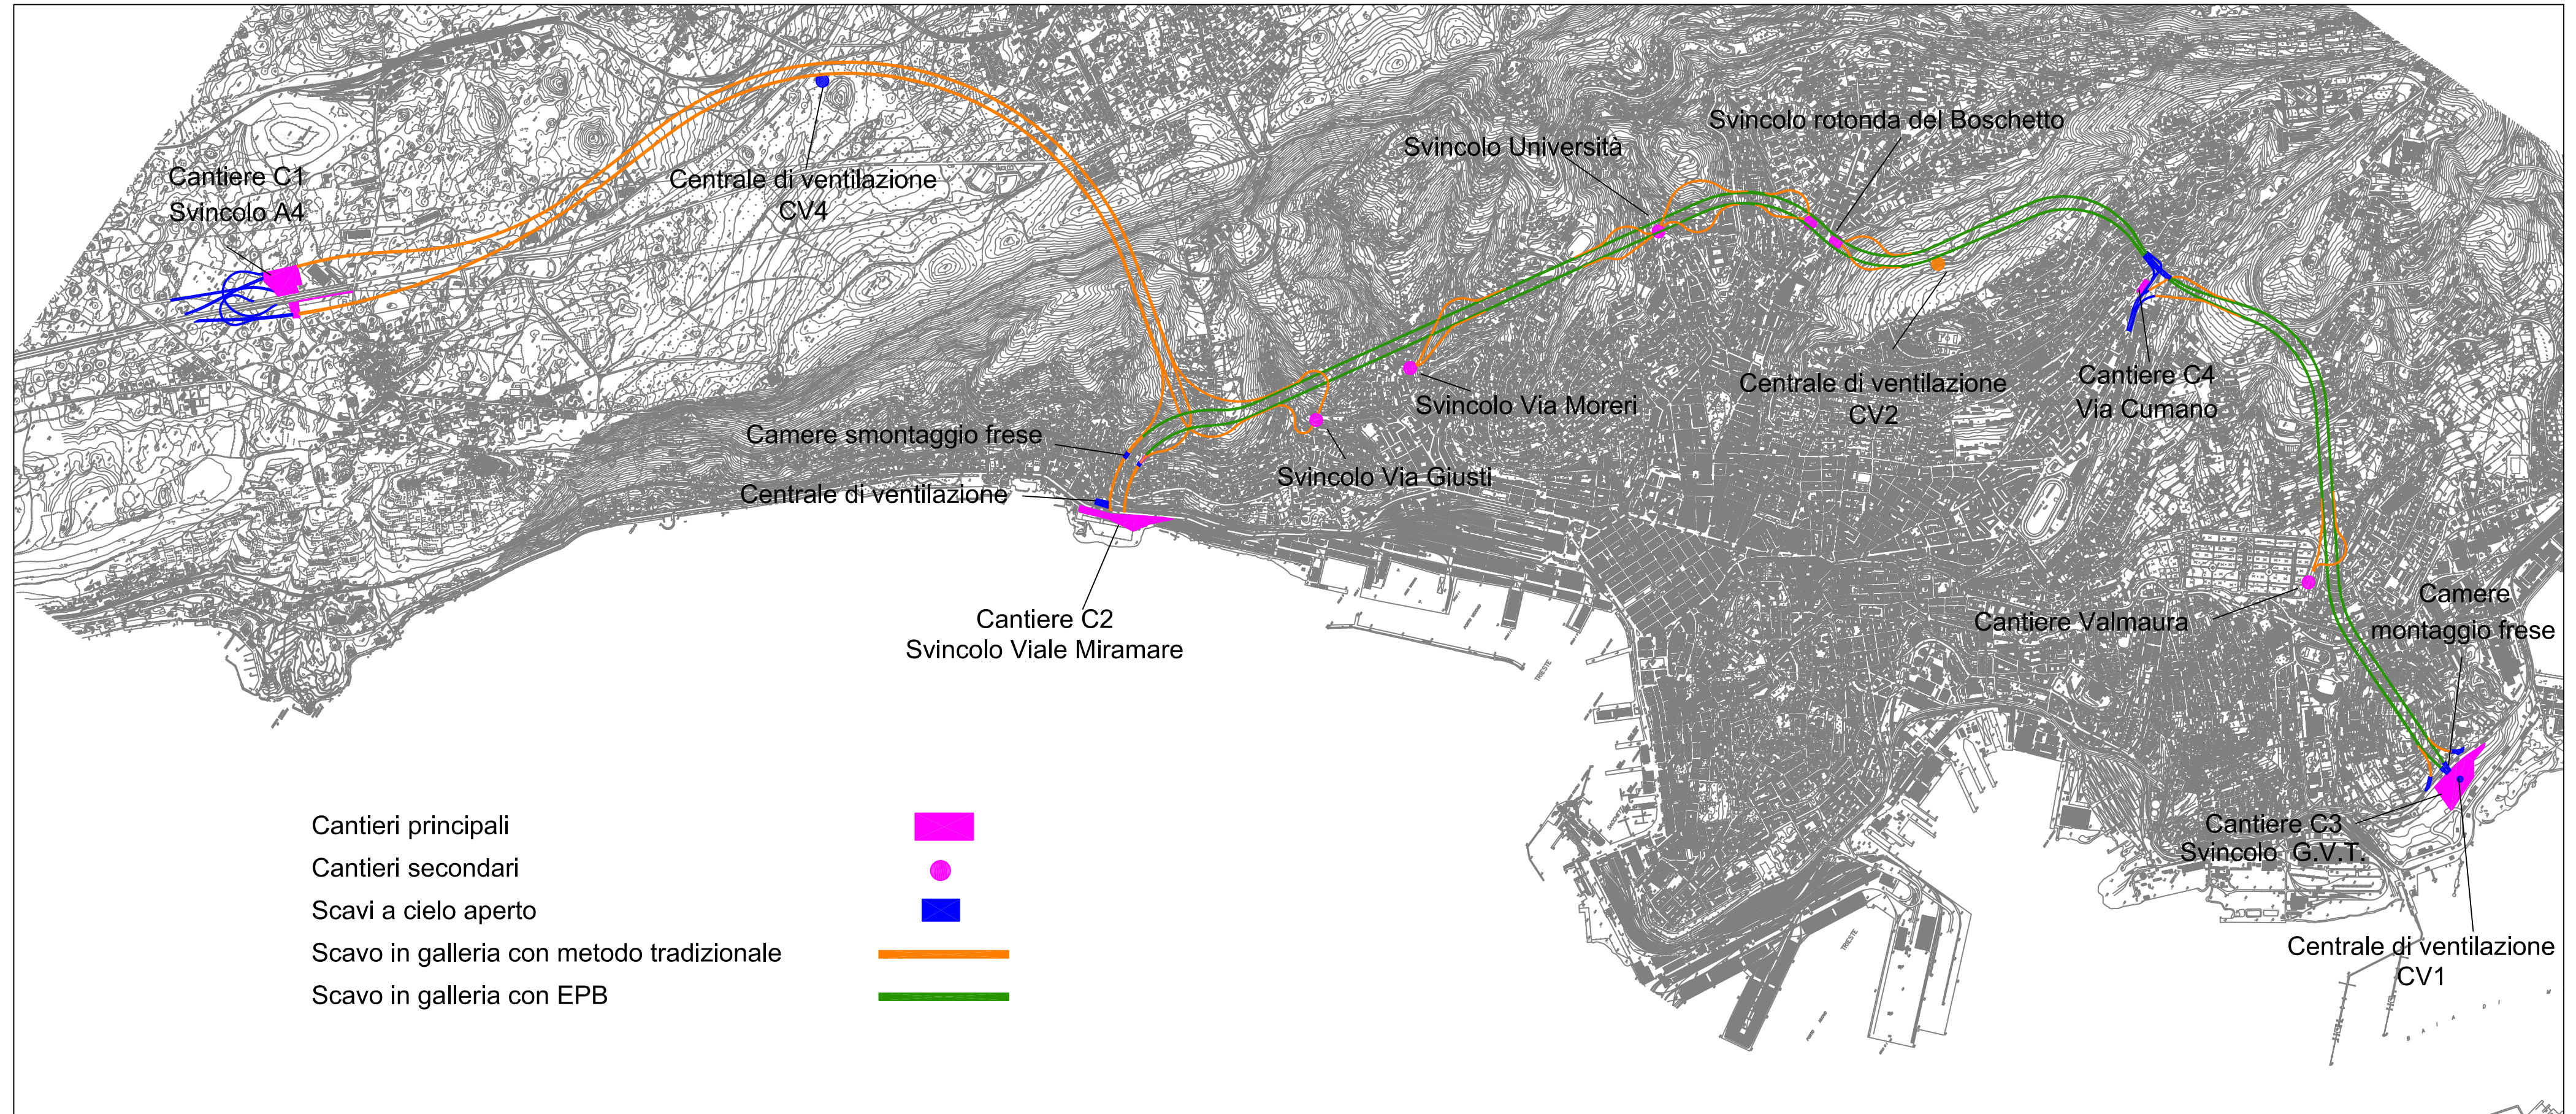 Svincolo rotonda del Boschetto
Svincolo Università
Cantiere C1
Svincolo A4
Centrale di ventilazione
CV4
Centrale di ventilazione
CV2
Cantiere C4
Via Cumano
Svincolo Via Moreri
Camere smontaggio frese
Svincolo Via Giusti
Centrale di ventilazione
Cantiere C2
Svincolo Viale Miramare
Camere
montaggio frese
Cantiere Valmaura
TRIESTE
Cantiere C3
Svincolo G.V.T.
TRIESTE
Centrale di ventilazione
CV1
Cantieri principali
Cantieri secondari
Scavi a cielo aperto
Scavo in galleria con metodo tradizionale
Scavo in galleria con EPB